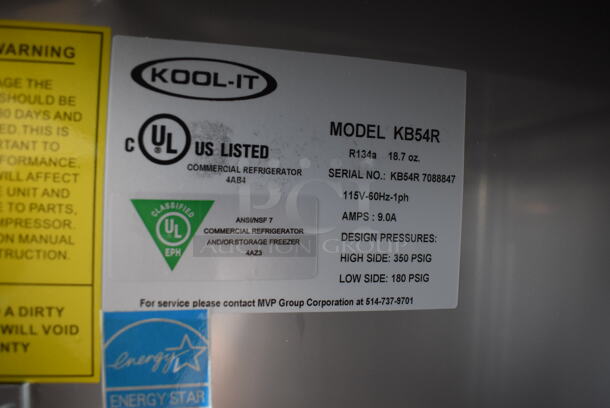 WARNING
AGE THE
SHOULD BE
30 DAYS AND
ED. THIS IS
RTANT TO
FORMANCE.
WILL AFFECT
E UNIT AND
E TO PARTS,
MPRESSOR.
ON MANUAL
TRUCTION.
O A DIRTY
WILL VOID
NTY
KOOL-IT
C UL US LISTED
COMMERCIAL REFRIGERATOR
4AB4
CLASSIFIED
UL
EPH
ANSI/NSF 7
COMMERCIAL REFRIGERATOR
AND/OR STORAGE FREEZER
4AZ3
MODEL KB54R
R134a 18.7 oz.
SERIAL NO.: KB54R 7088847
115V-60Hz-1ph
AMPS : 9.0A
DESIGN PRESSURES:
HIGH SIDE: 350 PSIG
LOW SIDE: 180 PSIG
For service please contact MVP Group Corporation at 514-737-9701
energy
ENERGY STAR
PCI
AUCTION GROUP